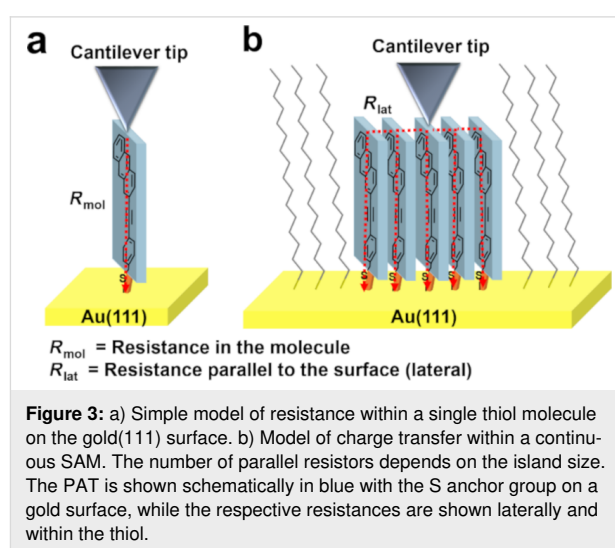 a
b
Cantilever tip
Cantilever tip
R_lat
R_mol
S
S S S S S
Au(111)
Au(111)
R_mol = Resistance in the molecule
R_lat = Resistance parallel to the surface (lateral)
Figure 3: a) Simple model of resistance within a single thiol molecule
on the gold(111) surface. b) Model of charge transfer within a continu-
ous SAM. The number of parallel resistors depends on the island size.
The PAT is shown schematically in blue with the S anchor group on a
gold surface, while the respective resistances are shown laterally and
within the thiol.